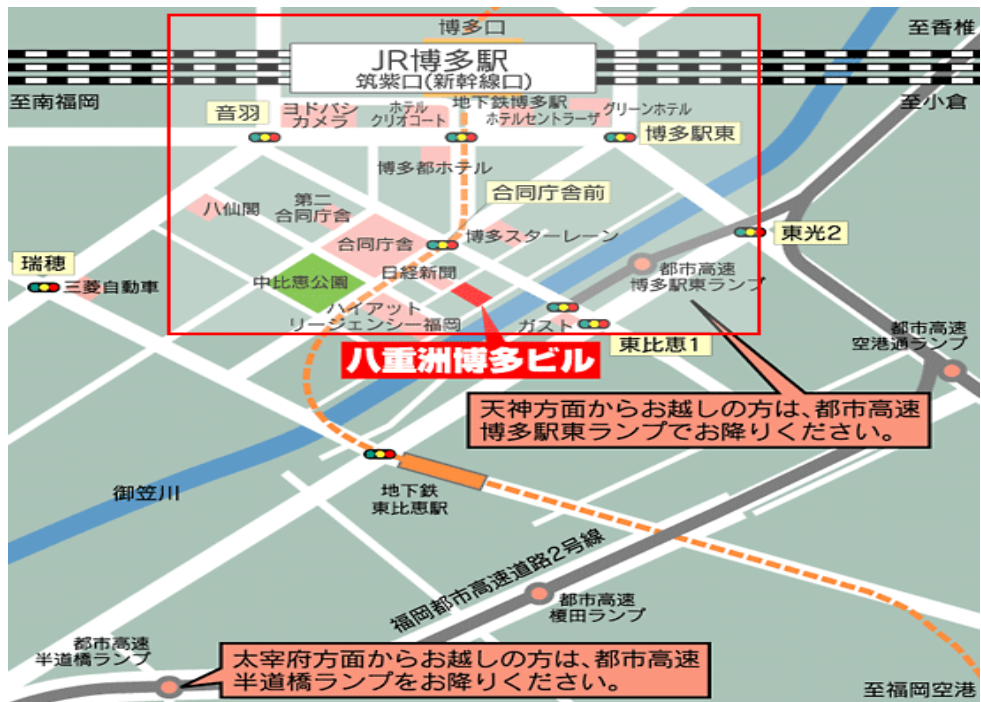 博多口
至香椎
JR博多駅
筑紫口(新幹線口)
至南福岡
至小倉
音羽
ヨドバシ
カメラ
ホテル
クリオコート
地下鉄博多駅
ホテルセントラーザ
グリーンホテル
博多駅東
博多都ホテル
合同庁舎前
八仙閣
第二
合同庁舎
合同庁舎
博多スターレーン
東光2
瑞穂
三菱自動車
中比恵公園
日経新聞
都市高速
博多駅東ランプ
ハイアット
リージェンシー福岡
ガスト
東比恵1
都市高速
空港通ランプ
八重洲博多ビル
天神方面からお越しの方は、都市高速
博多駅東ランプでお降りください。
御笠川
地下鉄
東比恵駅
福岡都市高速道路2号線
都市高速
榎田ランプ
都市高速
半道橋ランプ
太宰府方面からお越しの方は、都市高速
半道橋ランプをお降りください。
至福岡空港